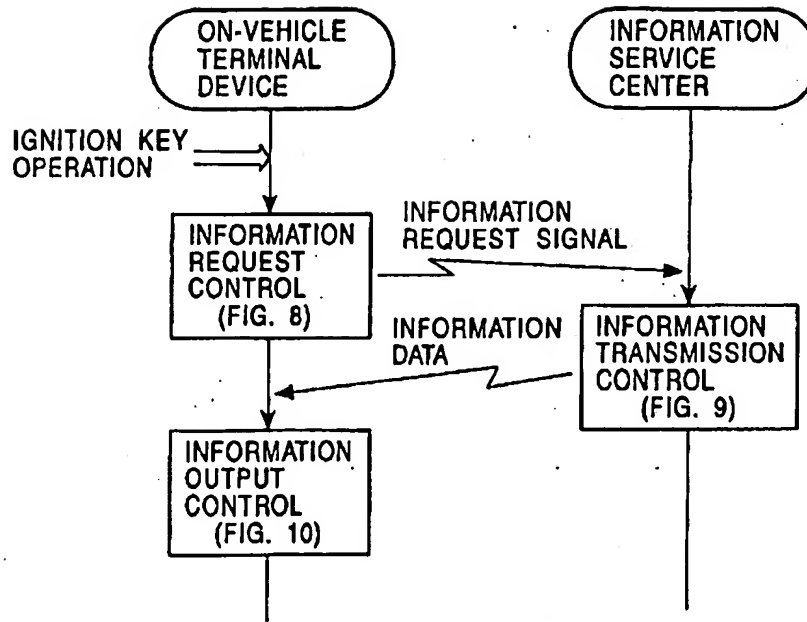 ON-VEHICLE
TERMINAL
DEVICE
INFORMATION
SERVICE
CENTER
IGNITION KEY
OPERATION
INFORMATION
REQUEST
CONTROL
(FIG. 8)
INFORMATION
REQUEST SIGNAL
INFORMATION
DATA
INFORMATION
TRANSMISSION
CONTROL
(FIG. 9)
INFORMATION
OUTPUT
CONTROL
(FIG. 10)